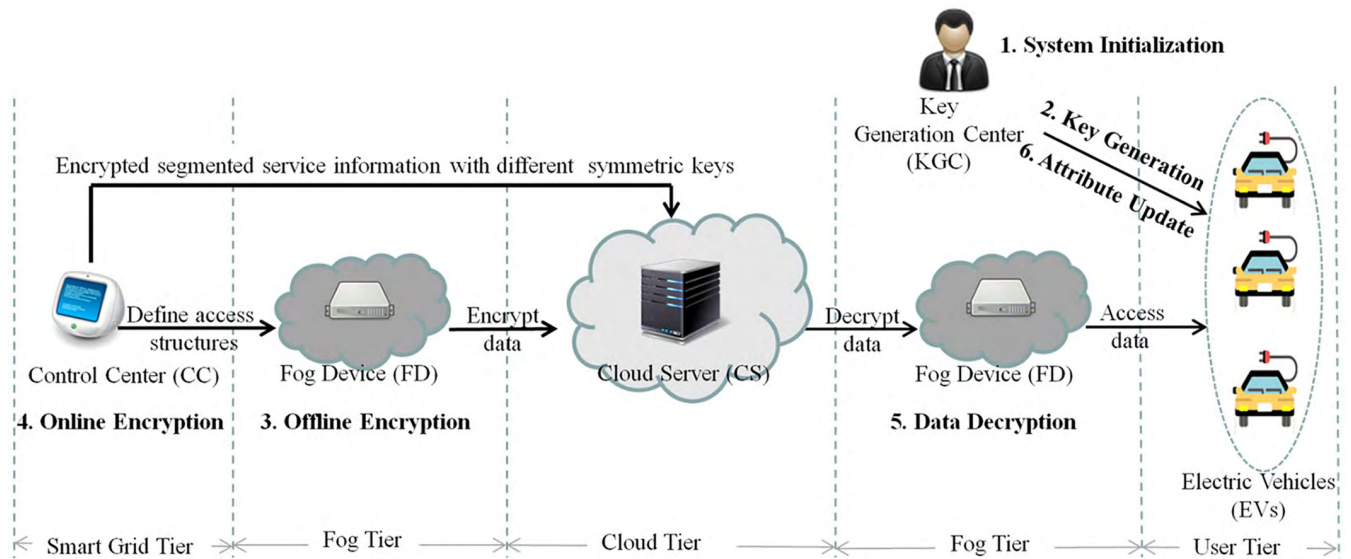 1. System Initialization
Key
Generation Center
(KGC)
2. Key Generation
6. Attribute Update
Encrypted segmented service information with different symmetric keys
Define access
structures
Encrypt
data
Decrypt
data
Access
data
Control Center (CC)
Fog Device (FD)
Cloud Server (CS)
Fog Device (FD)
4. Online Encryption
3. Offline Encryption
5. Data Decryption
Electric Vehicles
(EVs)
Smart Grid Tier
Fog Tier
Cloud Tier
Fog Tier
User Tier